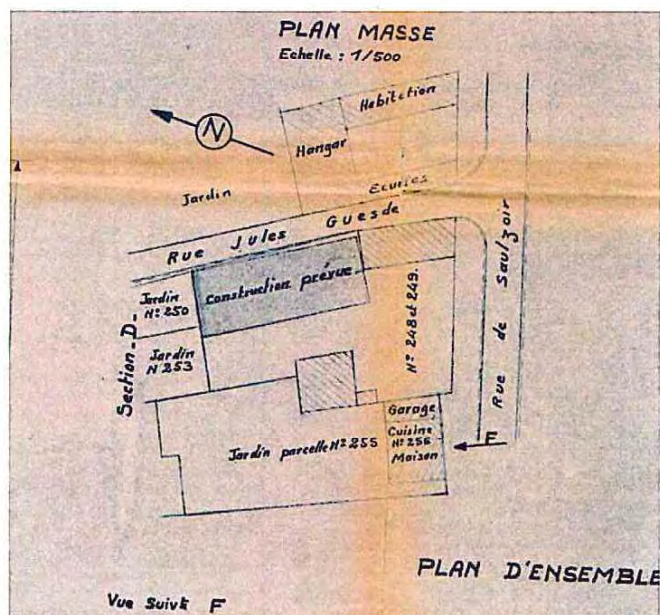 PLAN MASSE
Echelle : 1/500
N
Habitation
Hangar
Jardin
Ecuries
Rue Jules Guesde
Rue de Saulzoir
construction prévue
Jardin
N° 250
Section_D_
N° 248 et 249.
Jardin
N 253
Garage
Cuisine
N° 256
Maison
Jardin parcelle N° 255
F
PLAN D'ENSEMBLE
Vue Suivt F